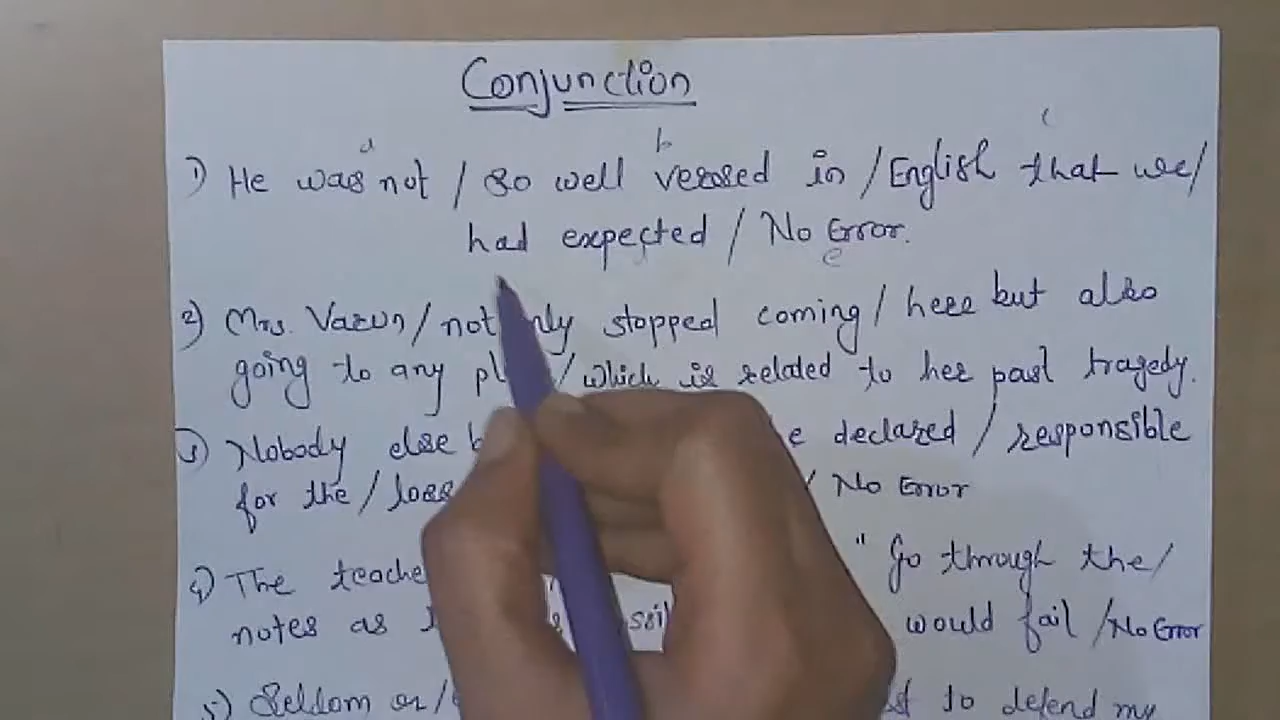 Conjunction
a b c
1) He was not / so well versed in / English that we /
had expected / No Error.
e
2) Mrs. Varun / not only stopped coming / here but also
going to any / which is related to her past tragedy.
3) Nobody else declared / responsible
for the / loss / No Error
4) The " Go through the /
notes as would fail / No Error
5) Seldom or / to defend my